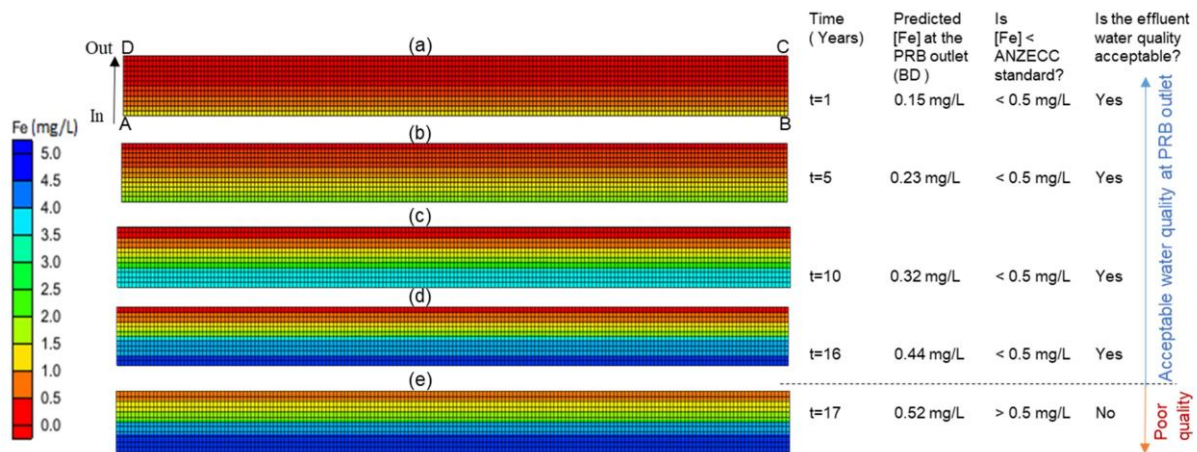 Time
( Years)
Predicted
[Fe] at the
PRB outlet
(BD )
Is
[Fe] <
ANZECC
standard?
Is the effluent
water quality
acceptable?
Out
D
(a)
C
In
A
B
t=1
0.15 mg/L
< 0.5 mg/L
Yes
Fe (mg/L)
5.0
4.5
4.0
3.5
3.0
2.5
2.0
1.5
1.0
0.5
0.0
(b)
t=5
0.23 mg/L
< 0.5 mg/L
Yes
(c)
t=10
0.32 mg/L
< 0.5 mg/L
Yes
(d)
t=16
0.44 mg/L
< 0.5 mg/L
Yes
(e)
t=17
0.52 mg/L
> 0.5 mg/L
No
Acceptable water quality at PRB outlet
Poor
quality